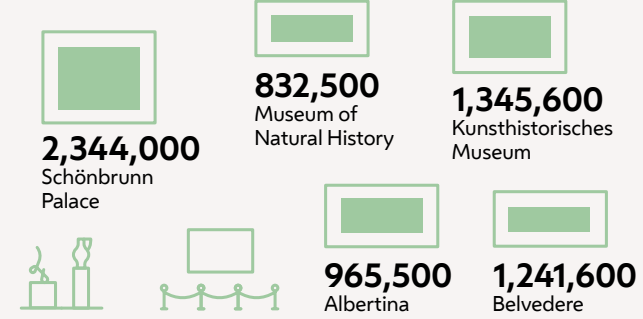 2,344,000
Schönbrunn
Palace
832,500
Museum of
Natural History
1,345,600
Kunsthistorisches
Museum
965,500
Albertina
1,241,600
Belvedere